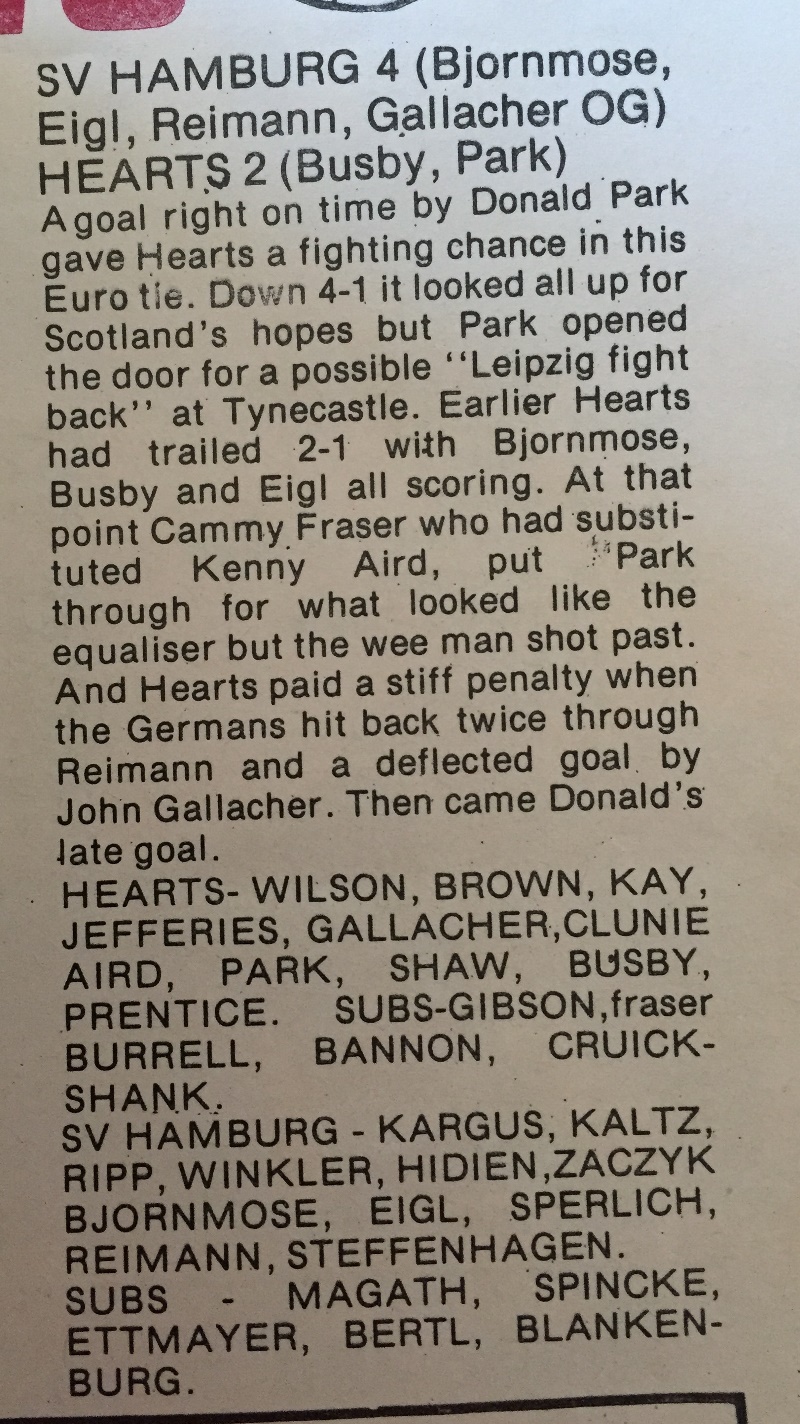 SV HAMBURG 4 (Bjornmose,
Eigl, Reimann, Gallacher OG)
HEARTS 2 (Busby, Park)
A goal right on time by Donald Park
gave Hearts a fighting chance in this
Euro tie. Down 4-1 it looked all up for
Scotland's hopes but Park opened
the door for a possible ‘‘Leipzig fight
back’’ at Tynecastle. Earlier Hearts
had trailed 2-1 with Bjornmose,
Busby and Eigl all scoring. At that
point Cammy Fraser who had substi-
tuted Kenny Aird, put Park
through for what looked like the
equaliser but the wee man shot past.
And Hearts paid a stiff penalty when
the Germans hit back twice through
Reimann and a deflected goal by
John Gallacher. Then came Donald's
late goal.
HEARTS- WILSON, BROWN, KAY,
JEFFERIES, GALLACHER,CLUNIE
AIRD, PARK, SHAW, BUSBY,
PRENTICE. SUBS-GIBSON,fraser
BURRELL, BANNON, CRUICK-
SHANK.
SV HAMBURG - KARGUS, KALTZ,
RIPP, WINKLER, HIDIEN,ZACZYK
BJORNMOSE, EIGL, SPERLICH,
REIMANN, STEFFENHAGEN.
SUBS - MAGATH, SPINCKE,
ETTMAYER, BERTL, BLANKEN-
BURG.